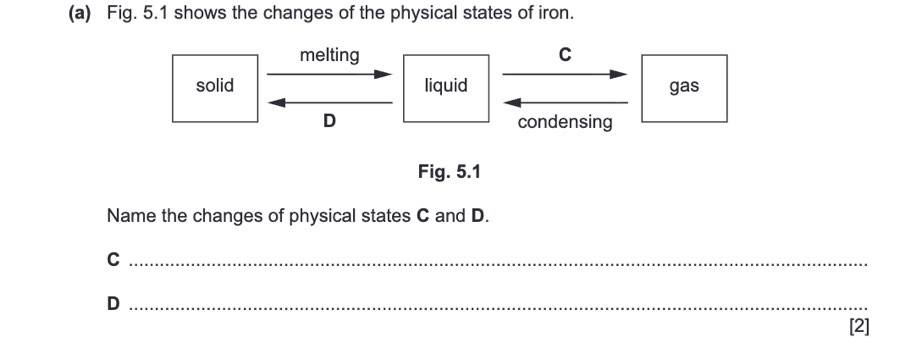 (a) Fig. 5.1 shows the changes of the physical states of iron.
melting
C
solid
liquid
gas
D
condensing
Fig. 5.1
Name the changes of physical states C and D.
C ..........................................................................................................................................
D ..........................................................................................................................................
[2]